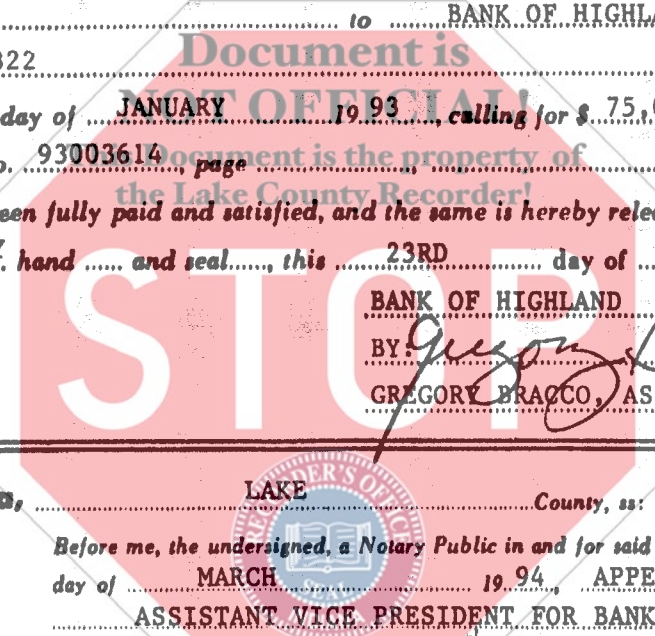 to BANK OF HIGHLA
322
Document is
NOT OFFICIAL!
day of JANUARY 19 93, calling for $ 75,
o. 93003614, page
Document is the property of
the Lake County Recorder!
een fully paid and satisfied, and the same is hereby rele
hand and seal, this 23RD day of
STOP
BANK OF HIGHLAND
BY: Gregory
GREGORY BRACCO, AS
LAKE County, ss:
RECORDER'S OFFICE
Before me, the undersigned, a Notary Public in and for said
day of MARCH 19 94, APPE
SEAL
ASSISTANT VICE PRESIDENT FOR BANK